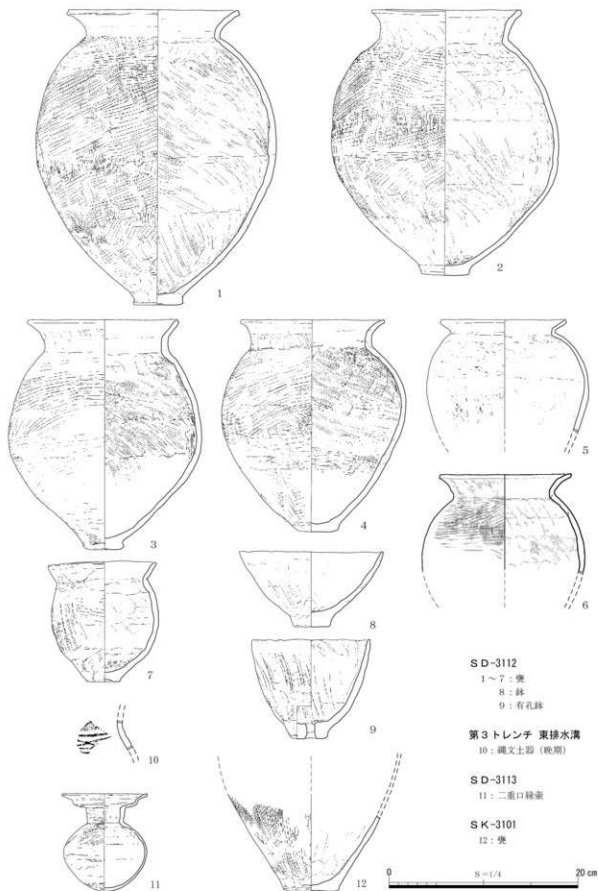 1
2
3
4
5
6
7
8
9
10
11
12
SD-3112
1～7：甕
8：鉢
9：有孔鉢
第3トレンチ 東排水溝
10：縄文土器（晩期）
SD-3113
11：二重口縁壷
SK-3101
12：甕
S=1/4
0 20 cm